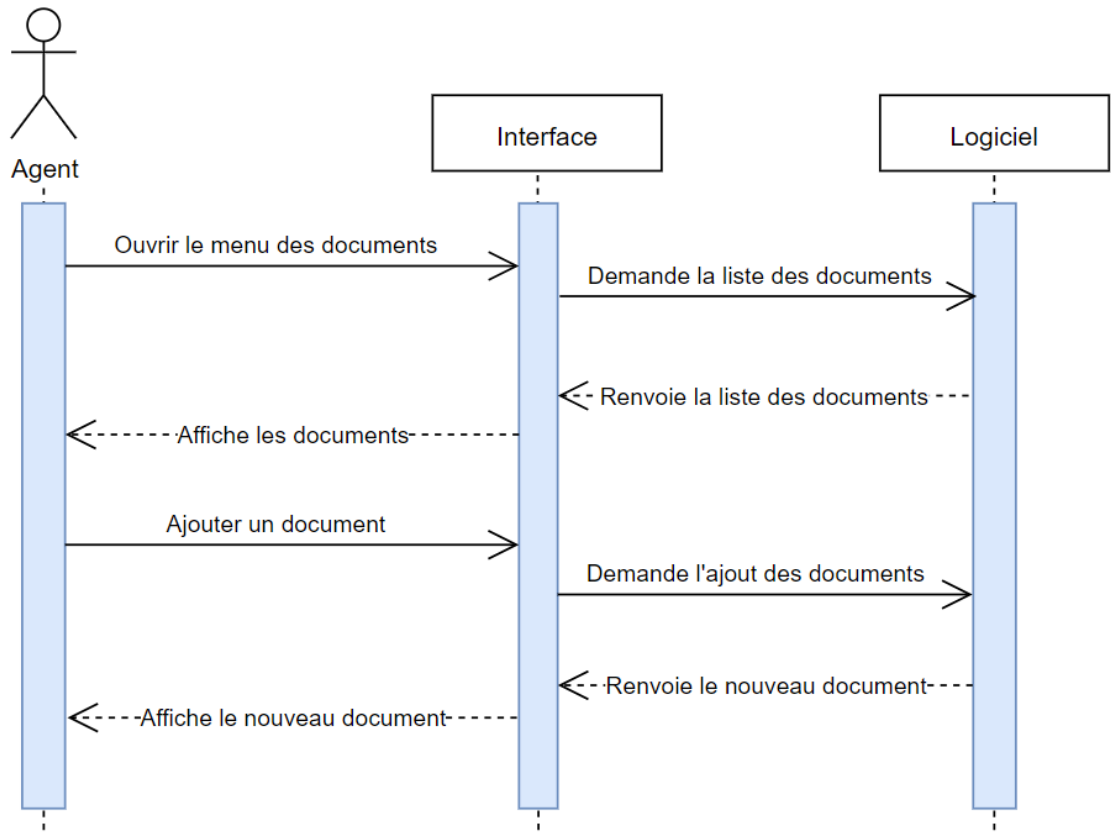 Interface
Logiciel
Agent
Ouvrir le menu des documents
Demande la liste des documents
Renvoie la liste des documents
Affiche les documents
Ajouter un document
Demande l'ajout des documents
Renvoie le nouveau document
Affiche le nouveau document